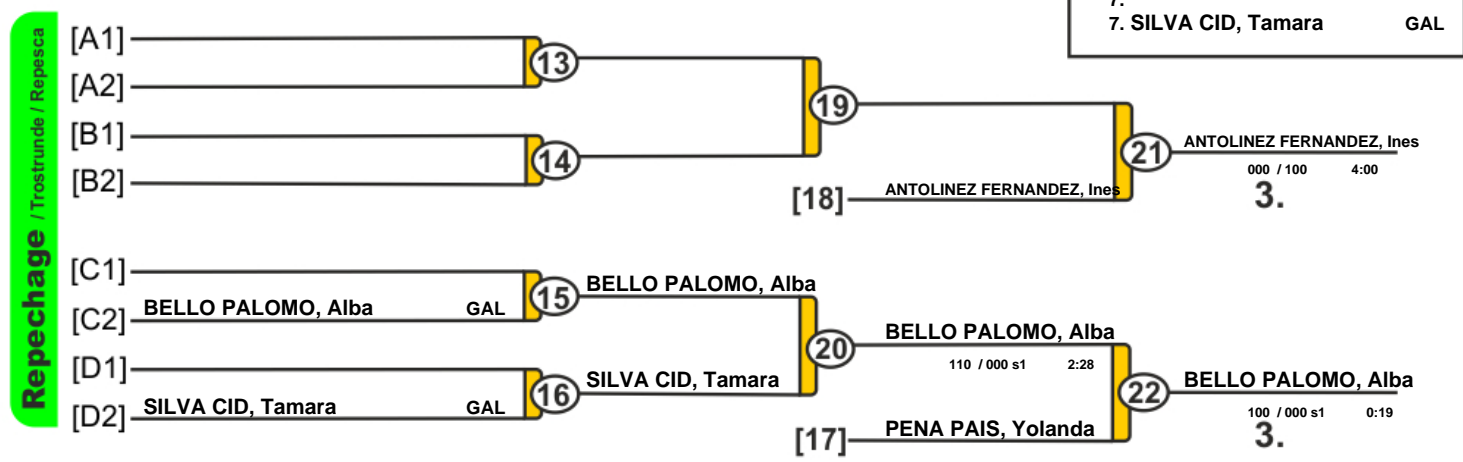 7.
7. SILVA CID, Tamara GAL
Repechage / Trostrunde / Repesca
[A1]
13
[A2]
19
[B1]
21 ANTOLINEZ FERNANDEZ, Ines
14
000 / 100 4:00
[B2]
[18] ANTOLINEZ FERNANDEZ, Ines
3.
[C1]
15 BELLO PALOMO, Alba
BELLO PALOMO, Alba GAL
[C2]
BELLO PALOMO, Alba
20
110 / 000 s1 2:28
[D1]
SILVA CID, Tamara
22 BELLO PALOMO, Alba
16
SILVA CID, Tamara GAL
[D2]
100 / 000 s1 0:19
[17] PENA PAIS, Yolanda
3.